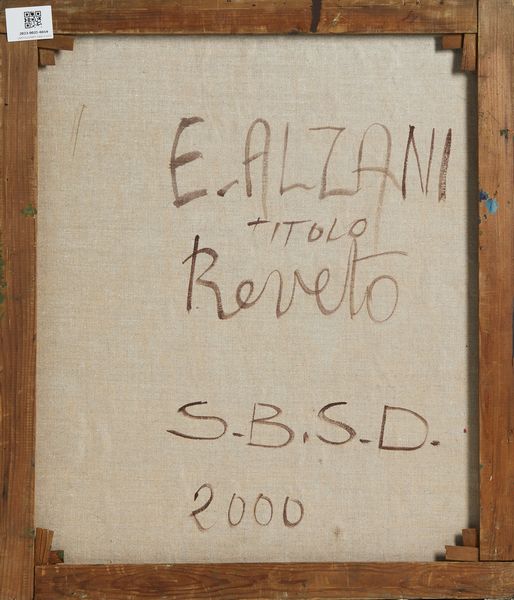 E. ALZANI
TITOLO
Reveto
S.B.S.D.
2000